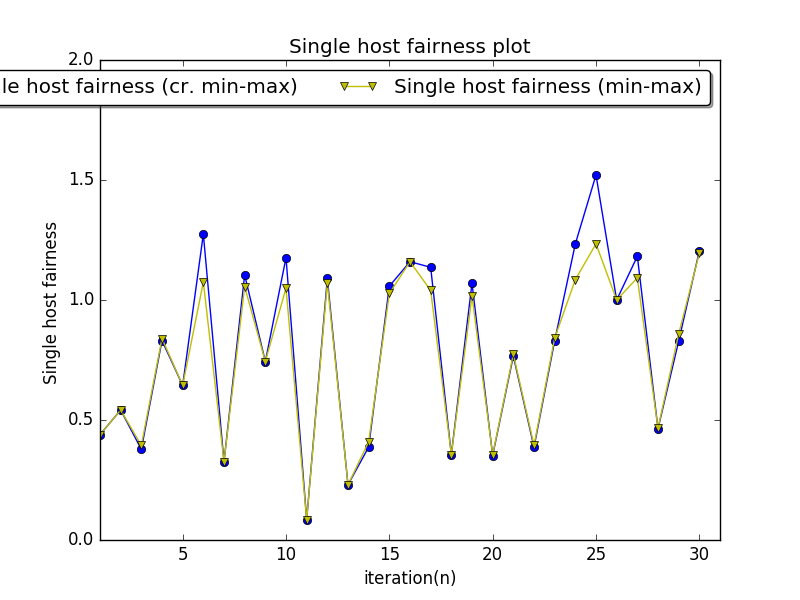 Single host fairness plot
le host fairness (cr. min-max) Single host fairness (min-max)
2.0
1.5
1.0
0.5
0.0
Single host fairness
5 10 15 20 25 30
iteration(n)